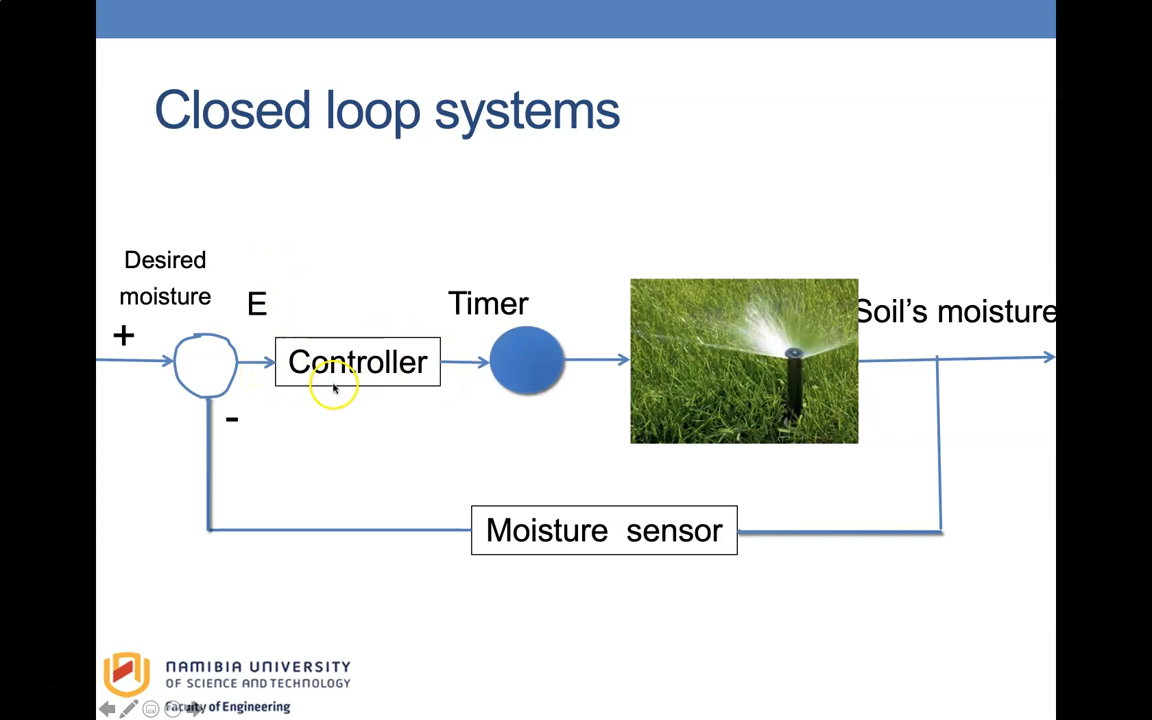 Closed loop systems
Desired
moisture
+
E
Controller
Timer
Soil's moisture
-
Moisture sensor
NAMIBIA UNIVERSITY
OF SCIENCE AND TECHNOLOGY
Faculty of Engineering